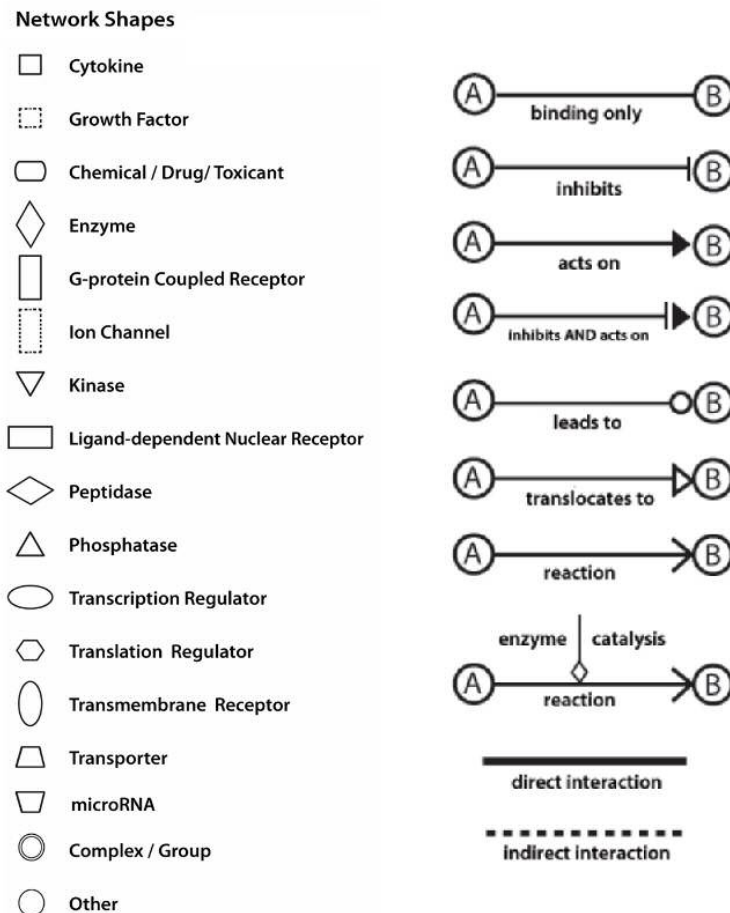 Network Shapes
Cytokine
Growth Factor
Chemical / Drug/ Toxicant
Enzyme
G-protein Coupled Receptor
Ion Channel
Kinase
Ligand-dependent Nuclear Receptor
Peptidase
Phosphatase
Transcription Regulator
Translation Regulator
Transmembrane Receptor
Transporter
microRNA
Complex / Group
Other
A B
binding only
A B
inhibits
A B
acts on
A B
inhibits AND acts on
A B
leads to
A B
translocates to
A B
reaction
enzyme catalysis
A B
reaction
direct interaction
indirect interaction